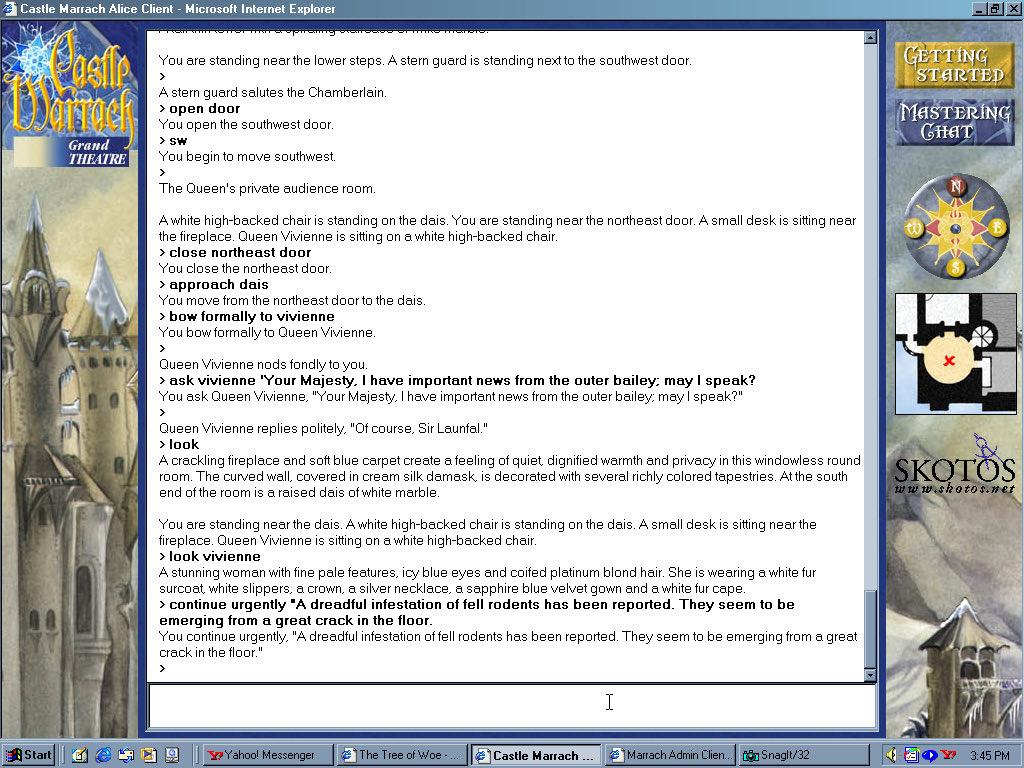 Castle Marrach Alice Client - Microsoft Internet Explorer
Castle
Marrach
Grand
THEATRE
You are standing near the lower steps. A stern guard is standing next to the southwest door.
>
A stern guard salutes the Chamberlain.
> open door
You open the southwest door.
> sw
You begin to move southwest.
>
The Queen's private audience room.
A white high-backed chair is standing on the dais. You are standing near the northeast door. A small desk is sitting near
the fireplace. Queen Vivienne is sitting on a white high-backed chair.
> close northeast door
You close the northeast door.
> approach dais
You move from the northeast door to the dais.
> bow formally to vivienne
You bow formally to Queen Vivienne.
>
Queen Vivienne nods fondly to you.
> ask vivienne 'Your Majesty, I have important news from the outer bailey; may I speak?
You ask Queen Vivienne, "Your Majesty, I have important news from the outer bailey; may I speak?"
>
Queen Vivienne replies politely, "Of course, Sir Launfal."
> look
A crackling fireplace and soft blue carpet create a feeling of quiet, dignified warmth and privacy in this windowless round
room. The curved wall, covered in cream silk damask, is decorated with several richly colored tapestries. At the south
end of the room is a raised dais of white marble.
You are standing near the dais. A white high-backed chair is standing on the dais. A small desk is sitting near the
fireplace. Queen Vivienne is sitting on a white high-backed chair.
> look vivienne
A stunning woman with fine pale features, icy blue eyes and coifed platinum blond hair. She is wearing a white fur
surcoat, white slippers, a crown, a silver necklace, a sapphire blue velvet gown and a white fur cape.
> continue urgently "A dreadful infestation of fell rodents has been reported. They seem to be
emerging from a great crack in the floor.
You continue urgently, "A dreadful infestation of fell rodents has been reported. They seem to be emerging from a great
crack in the floor."
>
GETTING
STARTED
MASTERING
CHAT
N
W
E
S
SKOTOS
www.skotos.net
Start
Yahoo! Messenger
The Tree of Woe - ...
Castle Marrach ...
Marrach Admin Clien...
SnagIt/32
3:45 PM